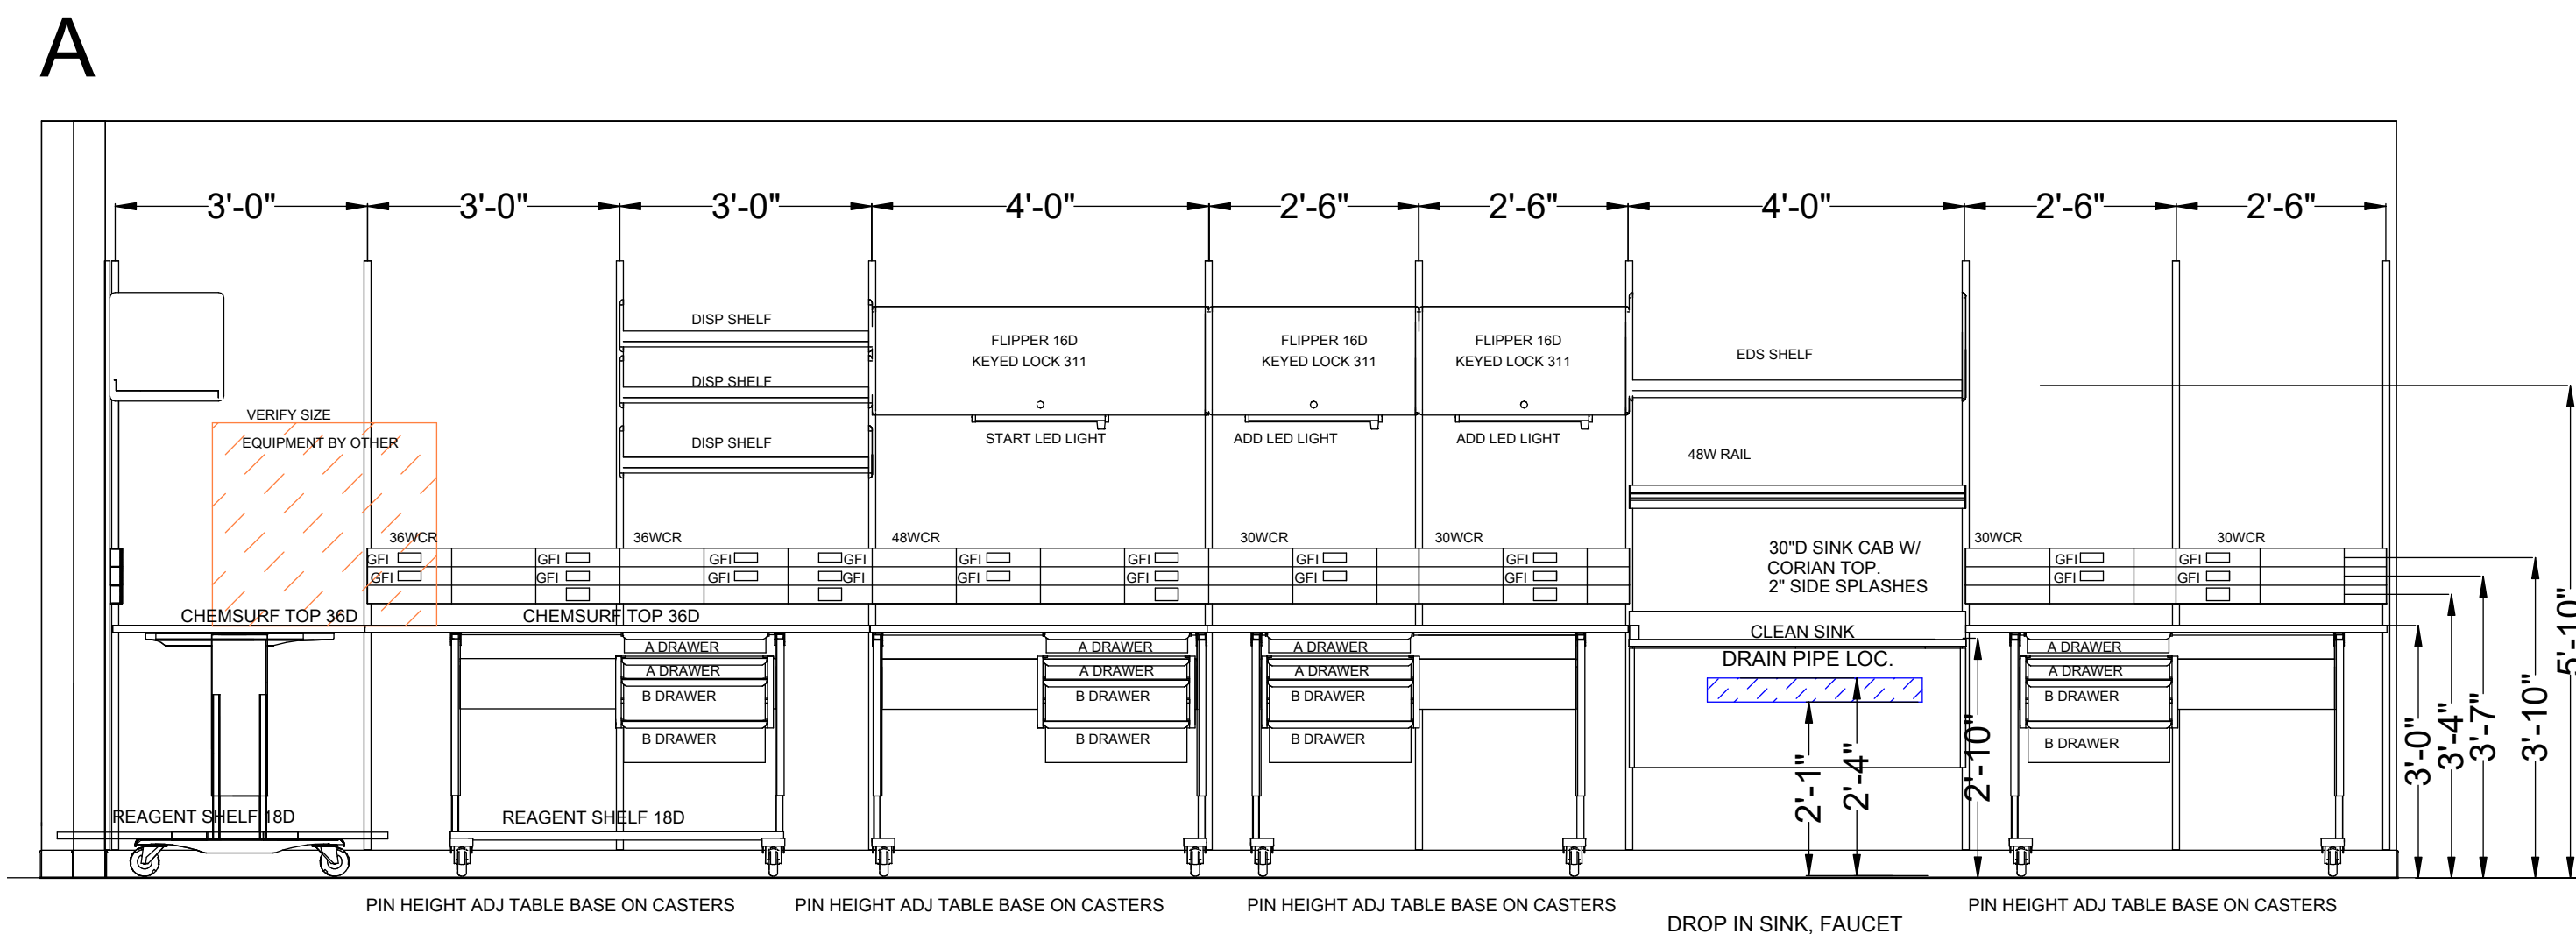 A
3'-0" 3'-0" 3'-0" 4'-0" 2'-6" 2'-6" 4'-0" 2'-6" 2'-6"
DISP SHELF
DISP SHELF
DISP SHELF
FLIPPER 16D
KEYED LOCK 311
START LED LIGHT
FLIPPER 16D
KEYED LOCK 311
ADD LED LIGHT
FLIPPER 16D
KEYED LOCK 311
ADD LED LIGHT
EDS SHELF
48W RAIL
VERIFY SIZE
EQUIPMENT BY OTHER
36WCR 36WCR 48WCR 30WCR 30WCR 30WCR 30WCR
GFI GFI GFI GFI GFI GFI GFI GFI GFI GFI
GFI GFI GFI GFI GFI GFI GFI GFI GFI GFI
30"D SINK CAB W/
CORIAN TOP.
2" SIDE SPLASHES
CHEMSURF TOP 36D CHEMSURF TOP 36D
CLEAN SINK
DRAIN PIPE LOC.
A DRAWER
A DRAWER
B DRAWER
B DRAWER
A DRAWER
A DRAWER
B DRAWER
B DRAWER
A DRAWER
A DRAWER
B DRAWER
B DRAWER
A DRAWER
A DRAWER
B DRAWER
B DRAWER
2'-1"
2'-4"
2'-10"
3'-0"
3'-4"
3'-7"
3'-10"
5'-10"
REAGENT SHELF 18D REAGENT SHELF 18D
PIN HEIGHT ADJ TABLE BASE ON CASTERS PIN HEIGHT ADJ TABLE BASE ON CASTERS PIN HEIGHT ADJ TABLE BASE ON CASTERS PIN HEIGHT ADJ TABLE BASE ON CASTERS
DROP IN SINK, FAUCET